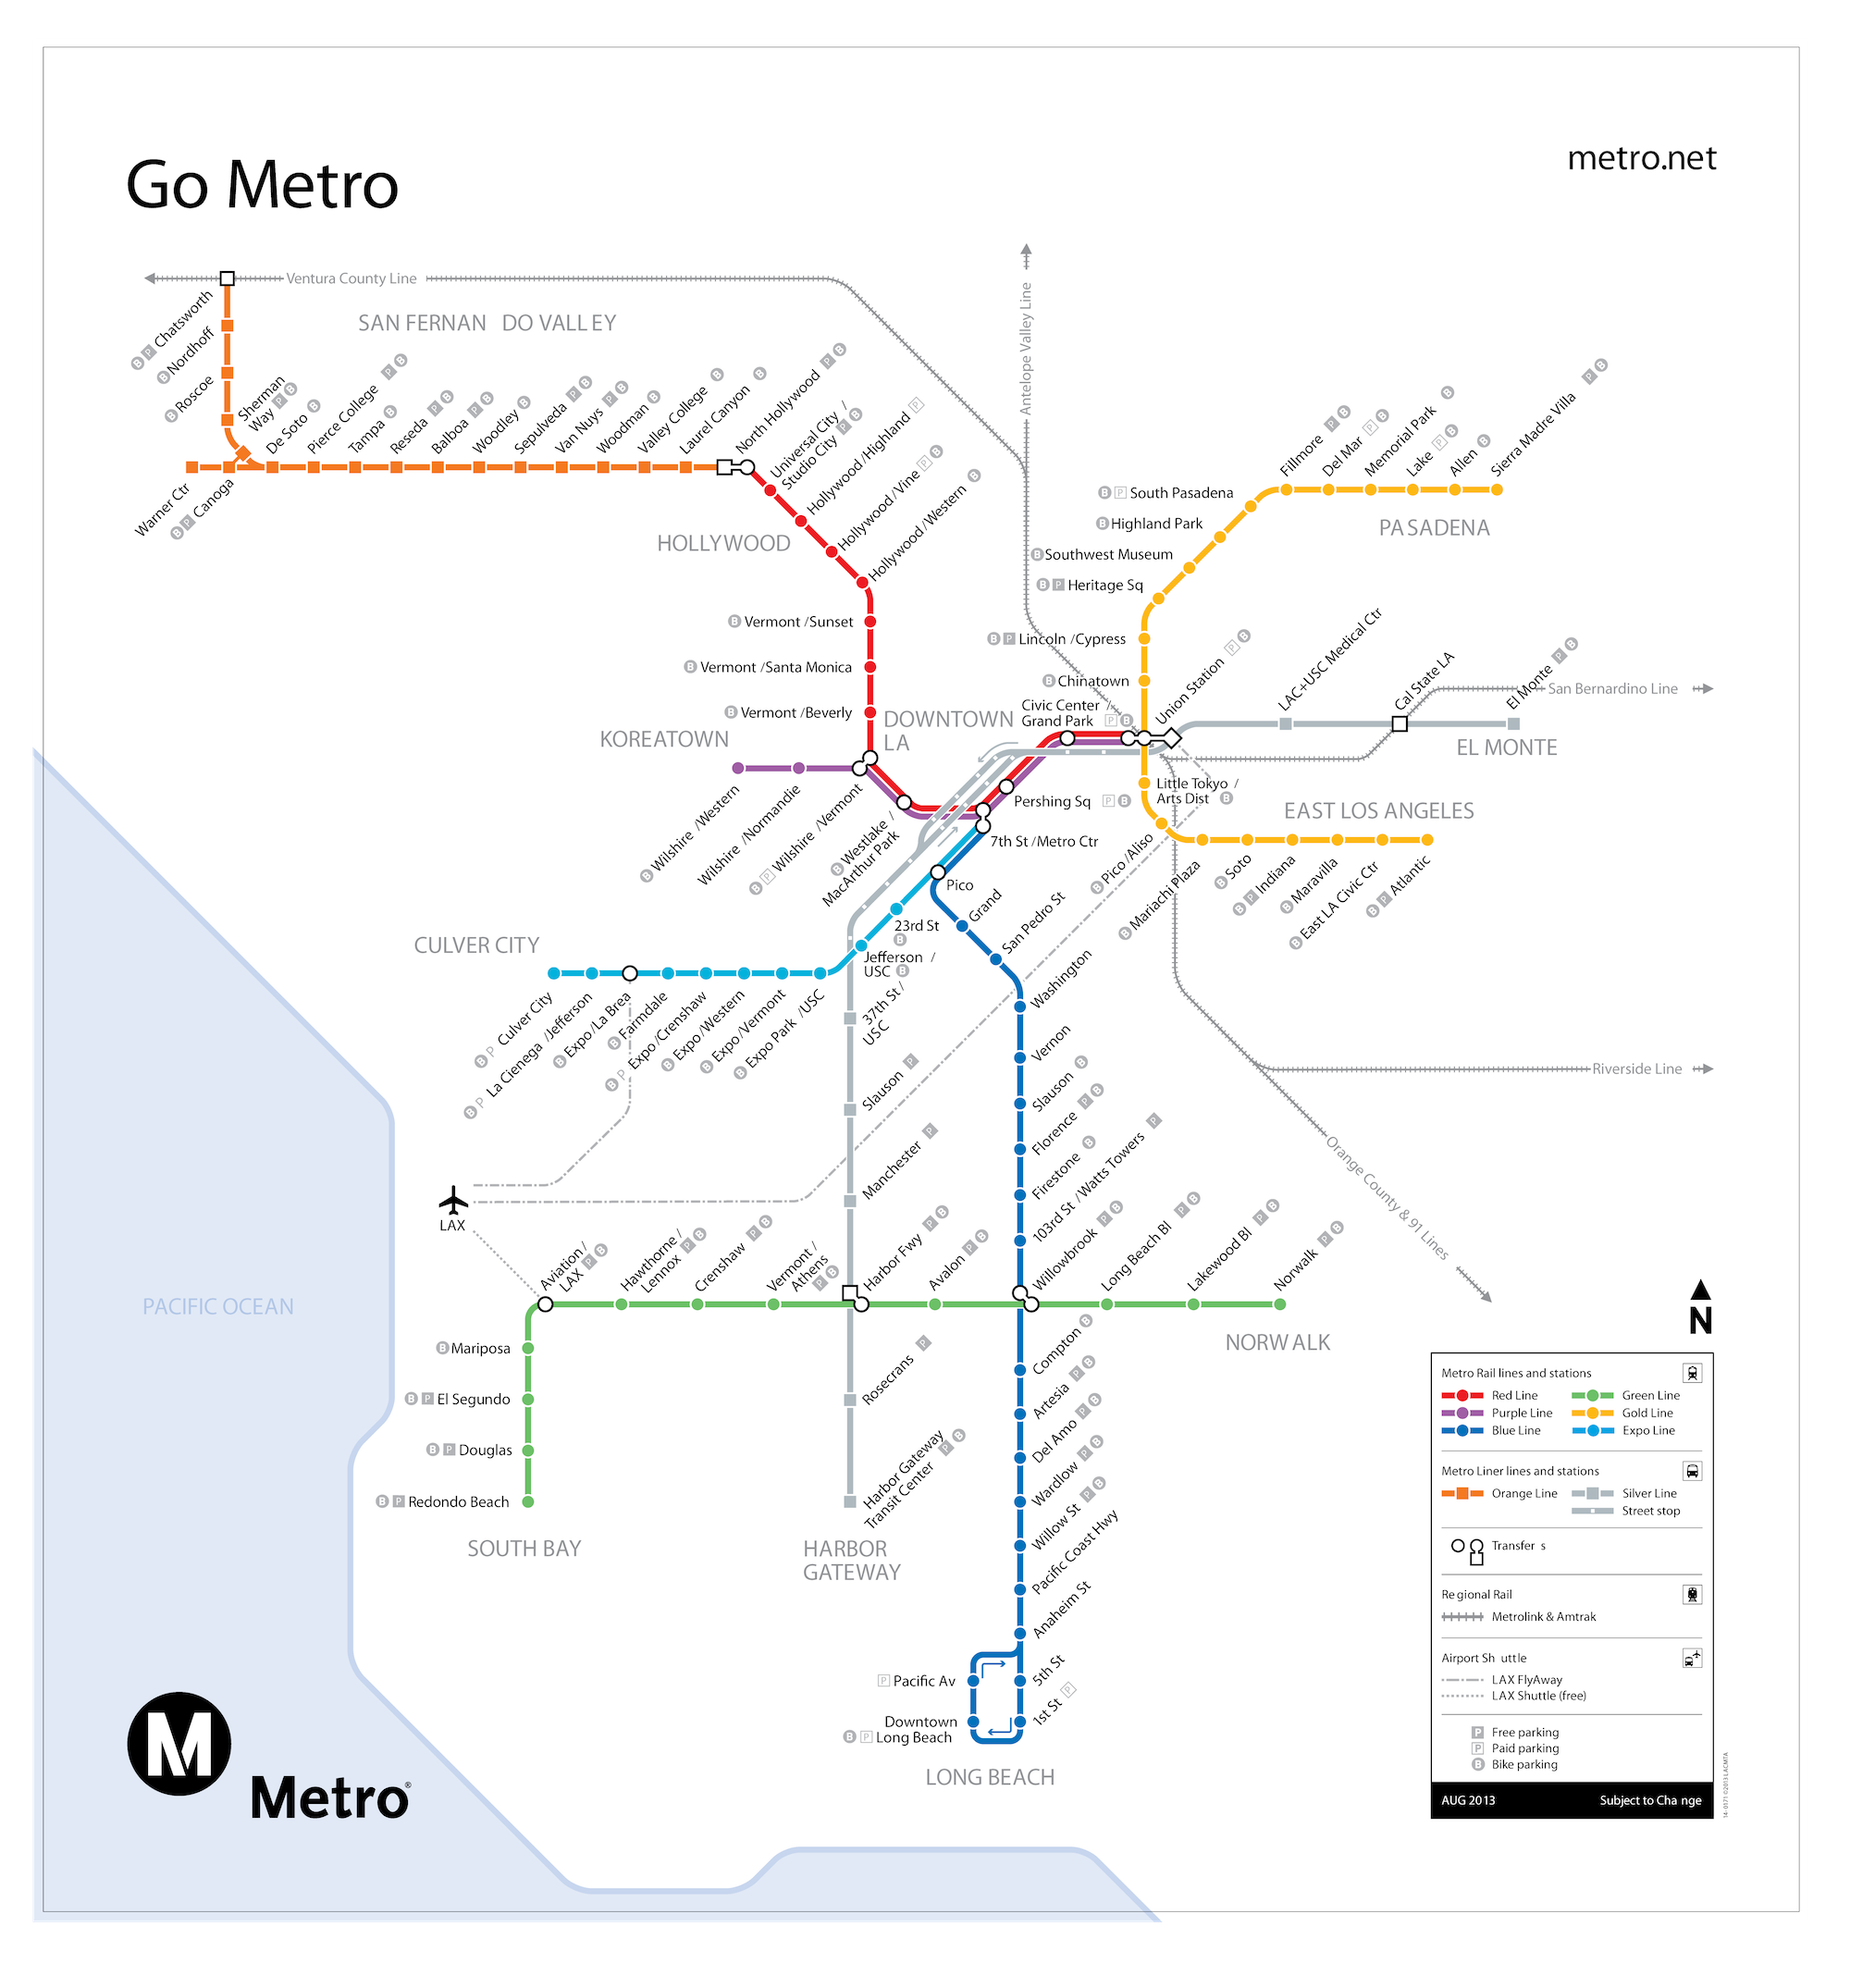 Go Metro
metro.net
Ventura County Line
Antelope Valley Line
SAN FERNAN DO VALLEY
Chatsworth
Nordhoff
Roscoe
Sherman
Way
Warner Ctr
Canoga
De Soto
Pierce College
Tampa
Reseda
Balboa
Woodley
Sepulveda
Van Nuys
Woodman
Valley College
Laurel Canyon
North Hollywood
Universal City /
Studio City
Hollywood/Highland
Hollywood/Vine
Hollywood/Western
HOLLYWOOD
Vermont /Sunset
Vermont /Santa Monica
Vermont /Beverly
KOREATOWN
Wilshire /Western
Wilshire /Normandie
Wilshire /Vermont
Westlake /
MacArthur Park
DOWNTOWN
LA
Civic Center /
Grand Park
Pershing Sq
7th St /Metro Ctr
Union Station
Fillmore
Del Mar
Memorial Park
Lake
Allen
Sierra Madre Villa
South Pasadena
Highland Park
Southwest Museum
Heritage Sq
Lincoln /Cypress
Chinatown
PASADENA
LAC+USC Medical Ctr
Cal State LA
El Monte
San Bernardino Line
EL MONTE
Little Tokyo /
Arts Dist
EAST LOS ANGELES
Pico /Aliso
Mariachi Plaza
Soto
Indiana
Maravilla
East LA Civic Ctr
Atlantic
Pico
Grand
San Pedro St
Washington
Vernon
Slauson
Florence
Firestone
103rd St /Watts Towers
Willowbrook
23rd St
Jefferson /
USC
CULVER CITY
Culver City
La Cienega /Jefferson
Expo/La Brea
Farmdale
Expo/Crenshaw
Expo/Western
Expo/Vermont
Expo Park /USC
37th St /
USC
Slauson
Manchester
Harbor Fwy
Riverside Line
Orange County & 91 Lines
LAX
Aviation/
LAX
Hawthorne /
Lennox
Crenshaw
Vermont /
Athens
Avalon
Long Beach Bl
Lakewood Bl
Norwalk
NORW ALK
PACIFIC OCEAN
Mariposa
El Segundo
Douglas
Redondo Beach
SOUTH BAY
Rosecrans
Harbor Gateway
Transit Center
HARBOR
GATEWAY
Compton
Artesia
Del Amo
Wardlow
Willow St
Pacific Coast Hwy
Anaheim St
5th St
1st St
Pacific Av
Downtown
Long Beach
LONG BEACH
N
Metro Rail lines and stations
Red Line
Green Line
Purple Line
Gold Line
Blue Line
Expo Line
Metro Liner lines and stations
Orange Line
Silver Line
Street stop
Transfer s
Regional Rail
Metrolink & Amtrak
Airport Sh uttle
LAX FlyAway
LAX Shuttle (free)
P Free parking
P Paid parking
B Bike parking
AUG 2013
Subject to Cha nge
M
Metro®